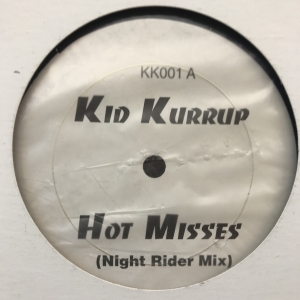 KK001 A
KID KURRUP
HOT MISSES
(Night Rider Mix)